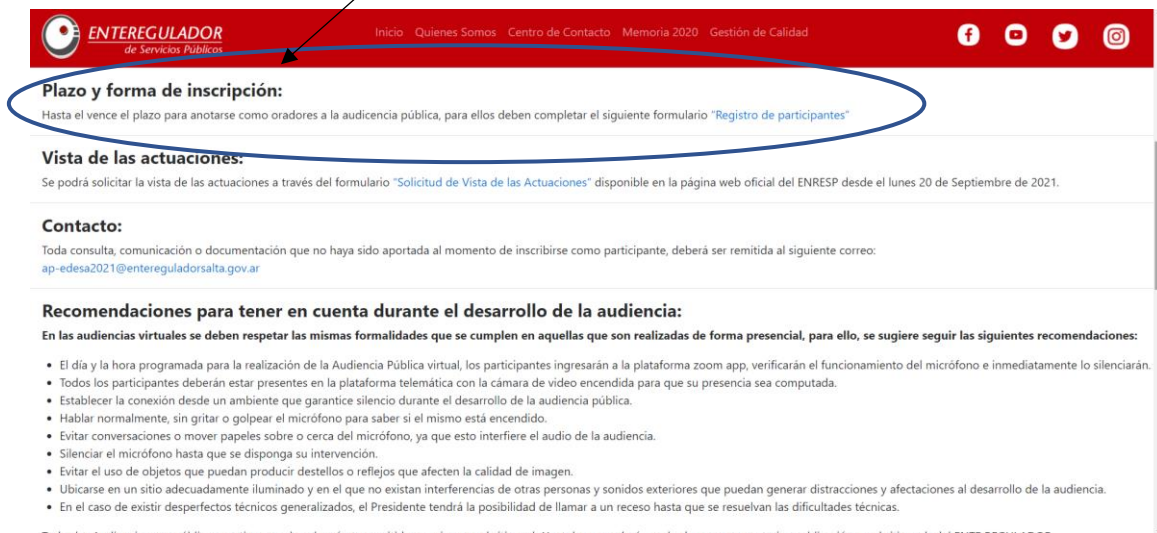 ENTEREGULADOR
de Servicios Públicos
Inicio Quienes Somos Centro de Contacto Memoria 2020 Gestión de Calidad
Plazo y forma de inscripción:
Hasta el vence el plazo para anotarse como oradores a la audicencia pública, para ellos deben completar el siguiente formulario "Registro de participantes"
Vista de las actuaciones:
Se podrá solicitar la vista de las actuaciones a través del formulario "Solicitud de Vista de las Actuaciones" disponible en la página web oficial del ENRESP desde el lunes 20 de Septiembre de 2021.
Contacto:
Toda consulta, comunicación o documentación que no haya sido aportada al momento de inscribirse como participante, deberá ser remitida al siguiente correo:
ap-edesa2021@entereguladorsalta.gov.ar
Recomendaciones para tener en cuenta durante el desarrollo de la audiencia:
En las audiencias virtuales se deben respetar las mismas formalidades que se cumplen en aquellas que son realizadas de forma presencial, para ello, se sugiere seguir las siguientes recomendaciones:
• El día y la hora programada para la realización de la Audiencia Pública virtual, los participantes ingresarán a la plataforma zoom app, verificarán el funcionamiento del micrófono e inmediatamente lo silenciarán.
• Todos los participantes deberán estar presentes en la plataforma telemática con la cámara de video encendida para que su presencia sea computada.
• Establecer la conexión desde un ambiente que garantice silencio durante el desarrollo de la audiencia pública.
• Hablar normalmente, sin gritar o golpear el micrófono para saber si el mismo está encendido.
• Evitar conversaciones o mover papeles sobre o cerca del micrófono, ya que esto interfiere el audio de la audiencia.
• Silenciar el micrófono hasta que se disponga su intervención.
• Evitar el uso de objetos que puedan producir destellos o reflejos que afecten la calidad de imagen.
• Ubicarse en un sitio adecuadamente iluminado y en el que no existan interferencias de otras personas y sonidos exteriores que puedan generar distracciones y afectaciones al desarrollo de la audiencia.
• En el caso de existir desperfectos técnicos generalizados, el Presidente tendrá la posibilidad de llamar a un receso hasta que se resuelvan las dificultades técnicas.